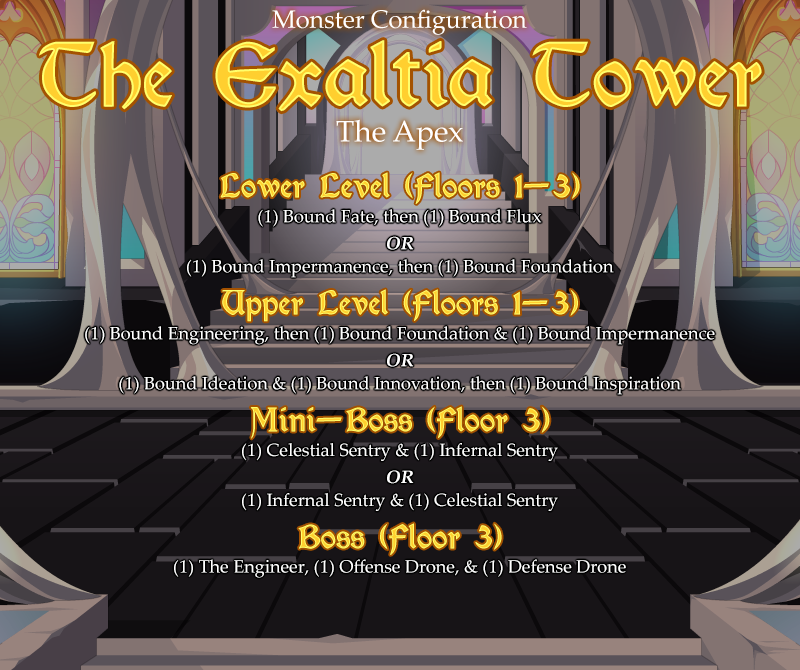 Monster Configuration
The Exaltia Tower
The Apex
Lower Level (Floors 1—3)
(1) Bound Fate, then (1) Bound Flux
OR
(1) Bound Impermanence, then (1) Bound Foundation
Upper Level (Floors 1—3)
(1) Bound Engineering, then (1) Bound Foundation & (1) Bound Impermanence
OR
(1) Bound Ideation & (1) Bound Innovation, then (1) Bound Inspiration
Mini—Boss (Floor 3)
(1) Celestial Sentry & (1) Infernal Sentry
OR
(1) Infernal Sentry & (1) Celestial Sentry
Boss (Floor 3)
(1) The Engineer, (1) Offense Drone, & (1) Defense Drone